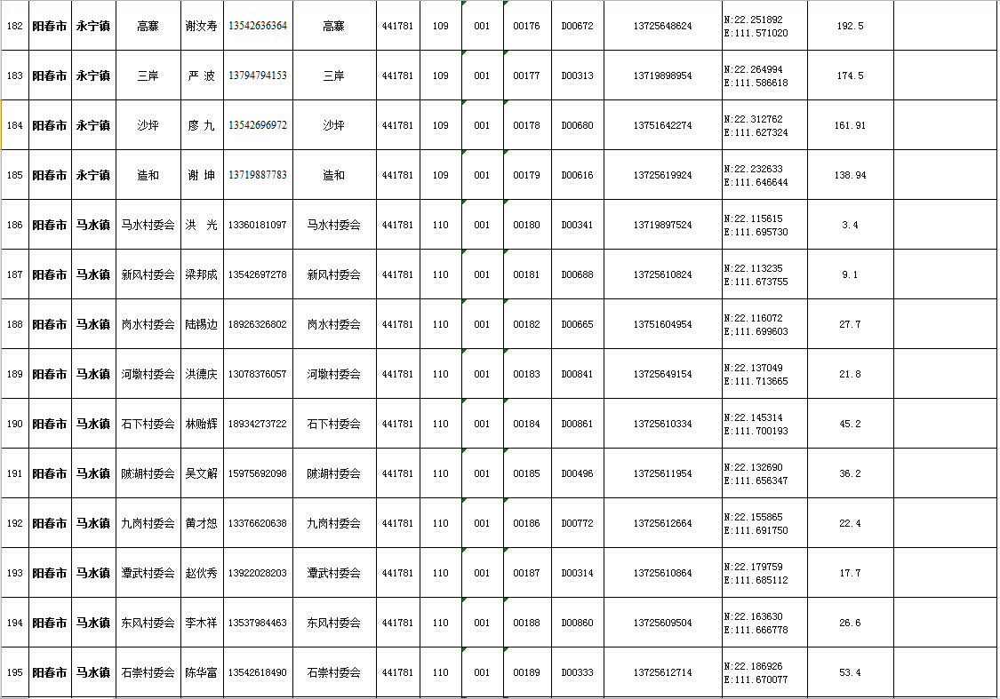 182 阳春市 永宁镇 高寨 谢汝寿 13542636364 高寨 441781 109 001 00176 D00672 13725648624 N:22.251892 192.5
E:111.571020
183 阳春市 永宁镇 三岸 严 波 13794794153 三岸 441781 109 001 00177 D00313 13719898954 N:22.264994 174.5
E:111.586618
184 阳春市 永宁镇 沙坪 廖 九 13542696972 沙坪 441781 109 001 00178 D00680 13751642274 N:22.312762 161.91
E:111.627324
185 阳春市 永宁镇 造和 谢 坤 13719887783 造和 441781 109 001 00179 D00616 13725619924 N:22.232633 138.94
E:111.646644
186 阳春市 马水镇 马水村委会 洪 光 13360181097 马水村委会 441781 110 001 00180 D00341 13719897524 N:22.115615 3.4
E:111.695730
187 阳春市 马水镇 新风村委会 梁邦成 13542697278 新风村委会 441781 110 001 00181 D00688 13725610824 N:22.113235 9.1
E:111.673755
188 阳春市 马水镇 岗水村委会 陆锡边 18926326802 岗水村委会 441781 110 001 00182 D00665 13751604954 N:22.116072 27.7
E;111.699603
189 阳春市 马水镇 河墩村委会 洪德庆 13078376057 河墩村委会 441781 110 001 00183 D00841 13725649154 N:22.137049 21.8
E:111.713665
190 阳春市 马水镇 石下村委会 林贻辉 18934273722 石下村委会 441781 110 001 00184 D00861 13725610334 N:22.145314 45.2
E:111.700193
191 阳春市 马水镇 陂湖村委会 吴文解 15975692098 陂湖村委会 441781 110 001 00185 D00496 13725611954 N:22.132690 36.2
E:111.656347
192 阳春市 马水镇 九岗村委会 黄才恕 13376620638 九岗村委会 441781 110 001 00186 D00772 13725612664 N:22.155865 22.4
E:111.691750
193 阳春市 马水镇 潭武村委会 赵伙秀 13922028203 潭武村委会 441781 110 001 00187 D00314 13725610864 N:22.179759 17.7
E:111.685112
194 阳春市 马水镇 东风村委会 李木祥 13537984463 东风村委会 441781 110 001 00188 D00860 13725609504 N:22.163630 26.6
E:111.666778
195 阳春市 马水镇 石崇村委会 陈华富 13542618490 石崇村委会 441781 110 001 00189 D00333 13725612714 N:22.186926 53.4
E:111.670077